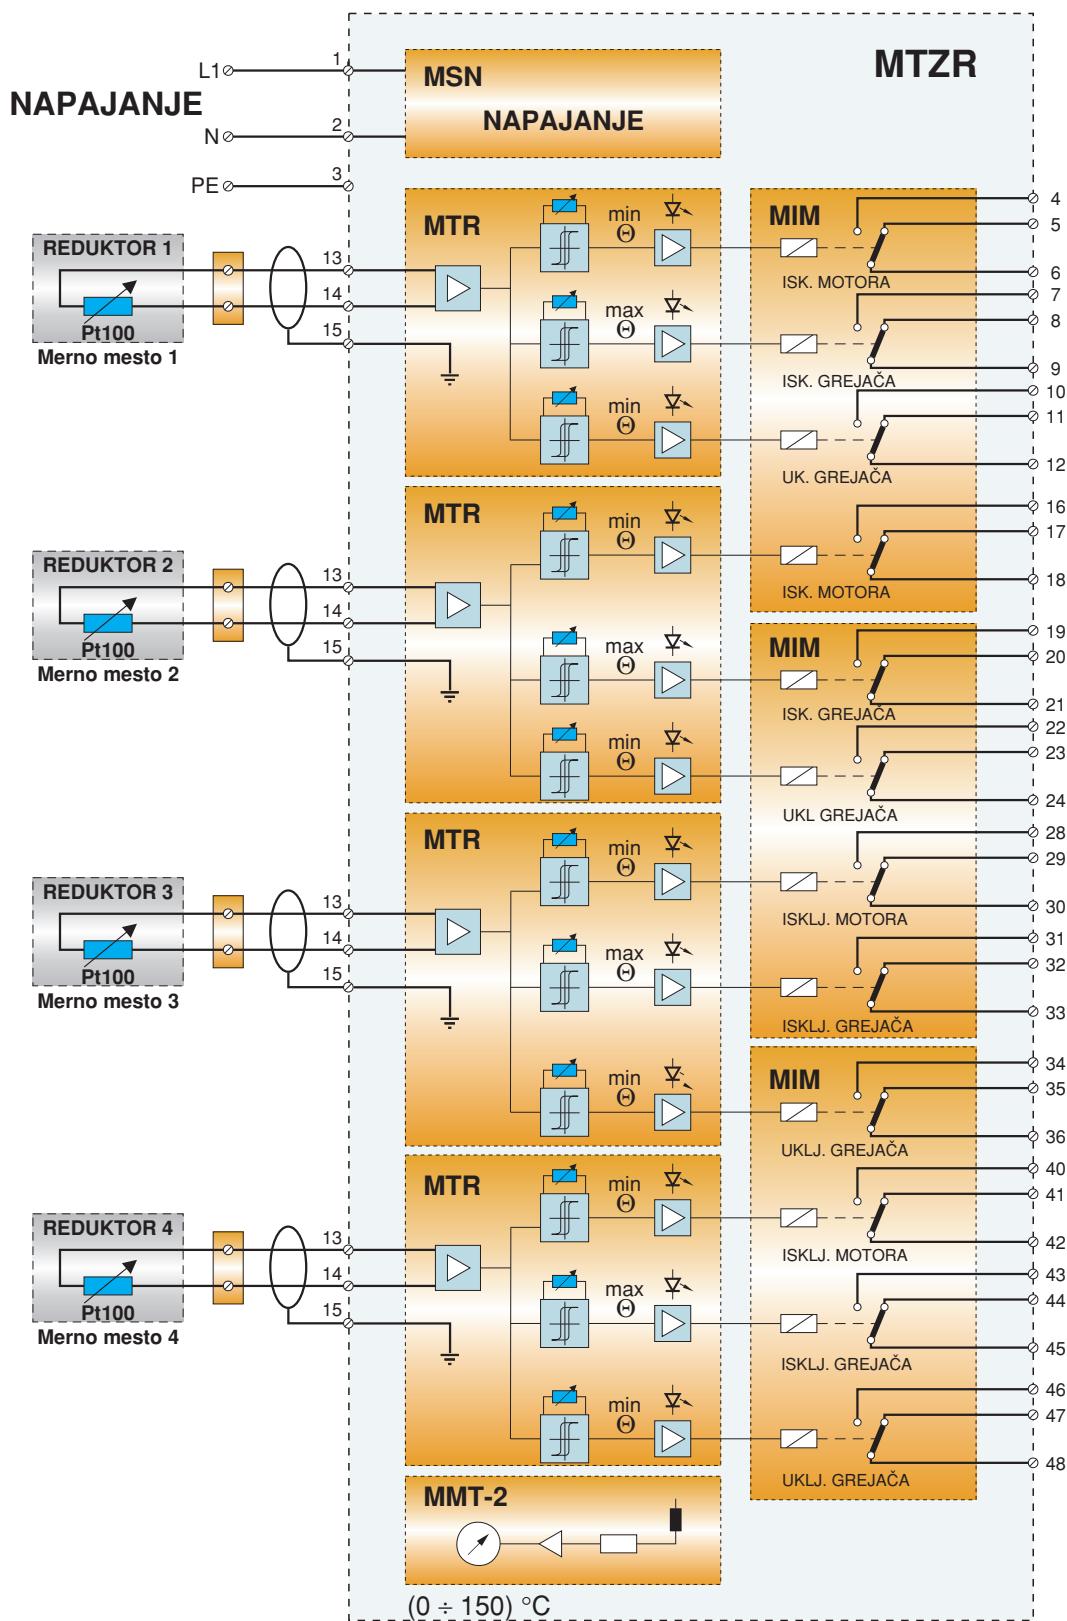 MTZR
L1
1
MSN
NAPAJANJE
NAPAJANJE
N
2
PE
3
REDUKTOR 1
Pt100
Merno mesto 1
13
14
15
MTR
min
Θ
max
Θ
min
Θ
MIM
ISK. MOTORA
ISK. GREJAČA
UK. GREJAČA
ISK. MOTORA
4
5
6
7
8
9
10
11
12
16
17
18
REDUKTOR 2
Pt100
Merno mesto 2
13
14
15
MTR
min
Θ
max
Θ
min
Θ
MIM
ISK. GREJAČA
UKL GREJAČA
ISKLJ. MOTORA
ISKLJ. GREJAČA
19
20
21
22
23
24
28
29
30
31
32
33
REDUKTOR 3
Pt100
Merno mesto 3
13
14
15
MTR
min
Θ
max
Θ
min
Θ
MIM
UKLJ. GREJAČA
ISKLJ. MOTORA
ISKLJ. GREJAČA
UKLJ. GREJAČA
34
35
36
40
41
42
43
44
45
46
47
48
REDUKTOR 4
Pt100
Merno mesto 4
13
14
15
MTR
min
Θ
max
Θ
min
Θ
MMT-2
(0 ÷ 150) °C